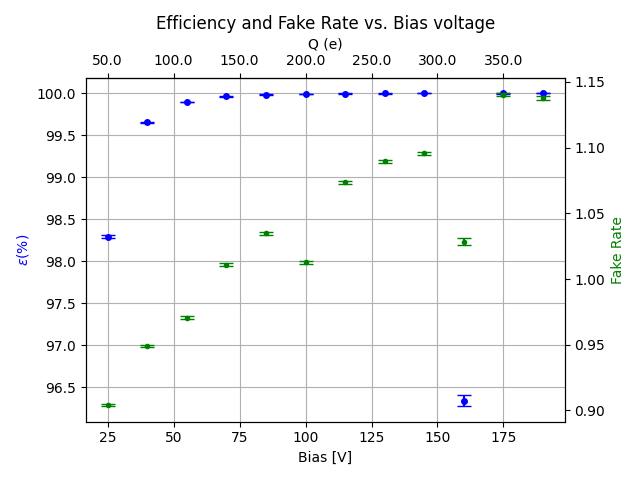 Efficiency and Fake Rate vs. Bias voltage
Q (e)
50.0 100.0 150.0 200.0 250.0 300.0 350.0
100.0
99.5
99.0
98.5
98.0
97.5
97.0
96.5
ε(%)
1.15
1.10
1.05
1.00
0.95
0.90
Fake Rate
25 50 75 100 125 150 175
Bias [V]